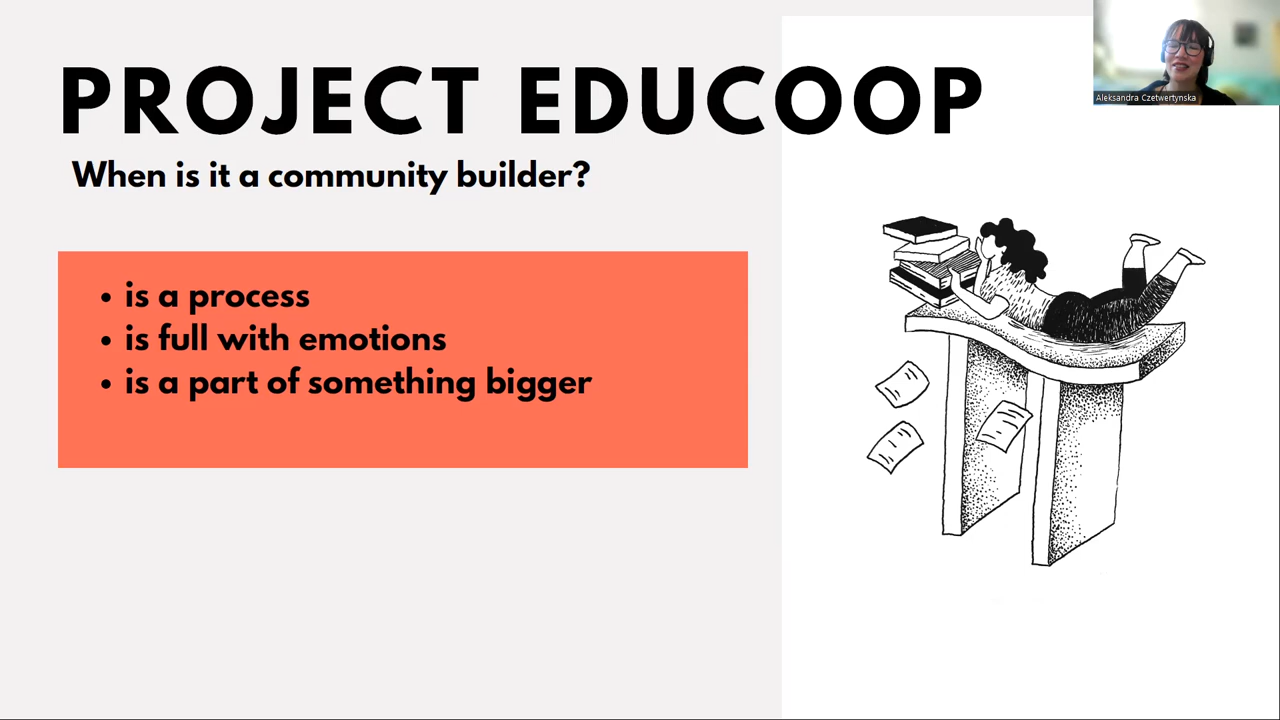 PROJECT EDUCOOP
Aleksandra Czetwertynska
When is it a community builder?
• is a process
• is full with emotions
• is a part of something bigger